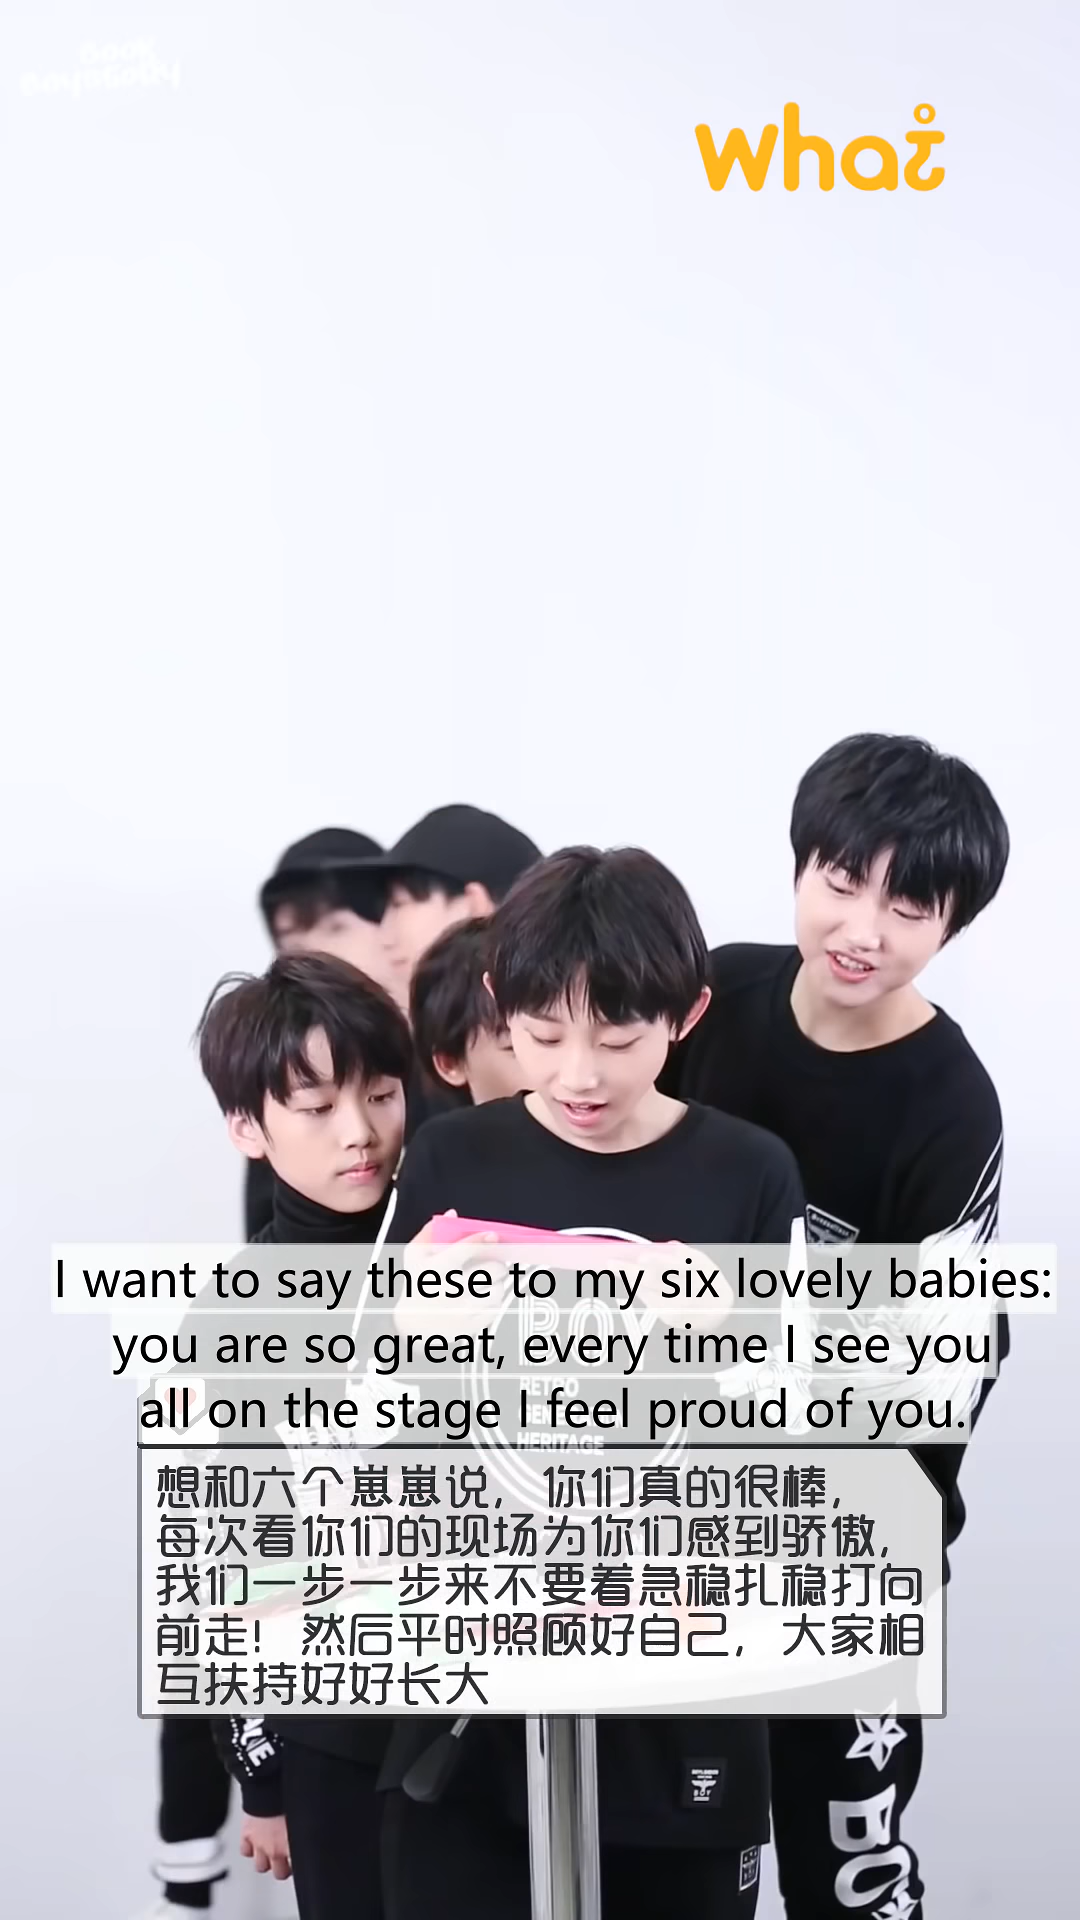 What
I want to say these to my six lovely babies:
you are so great, every time I see you
all on the stage I feel proud of you.
想和六个崽崽说，你们真的很棒，
每次看你们的现场为你们感到骄傲，
我们一步一步来不要着急稳扎稳打向
前走！然后平时照顾好自己，大家相
互扶持好好长大
BOY
RETRO
HERITAGE
BOY